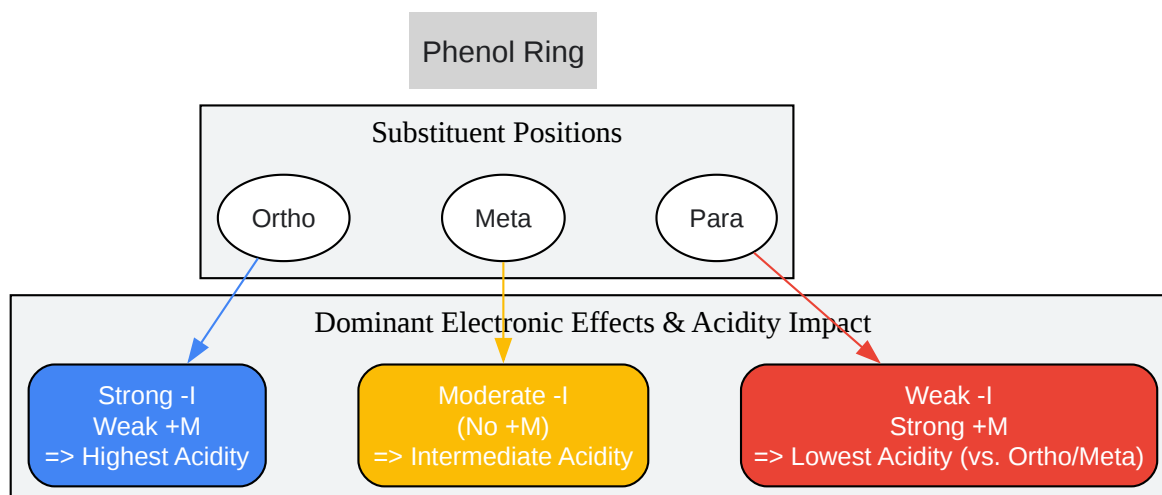 Phenol Ring
Substituent Positions
Ortho
Meta
Para
Dominant Electronic Effects & Acidity Impact
Strong -I
Weak +M
=> Highest Acidity
Moderate -I
(No +M)
=> Intermediate Acidity
Weak -I
Strong +M
=> Lowest Acidity (vs. Ortho/Meta)